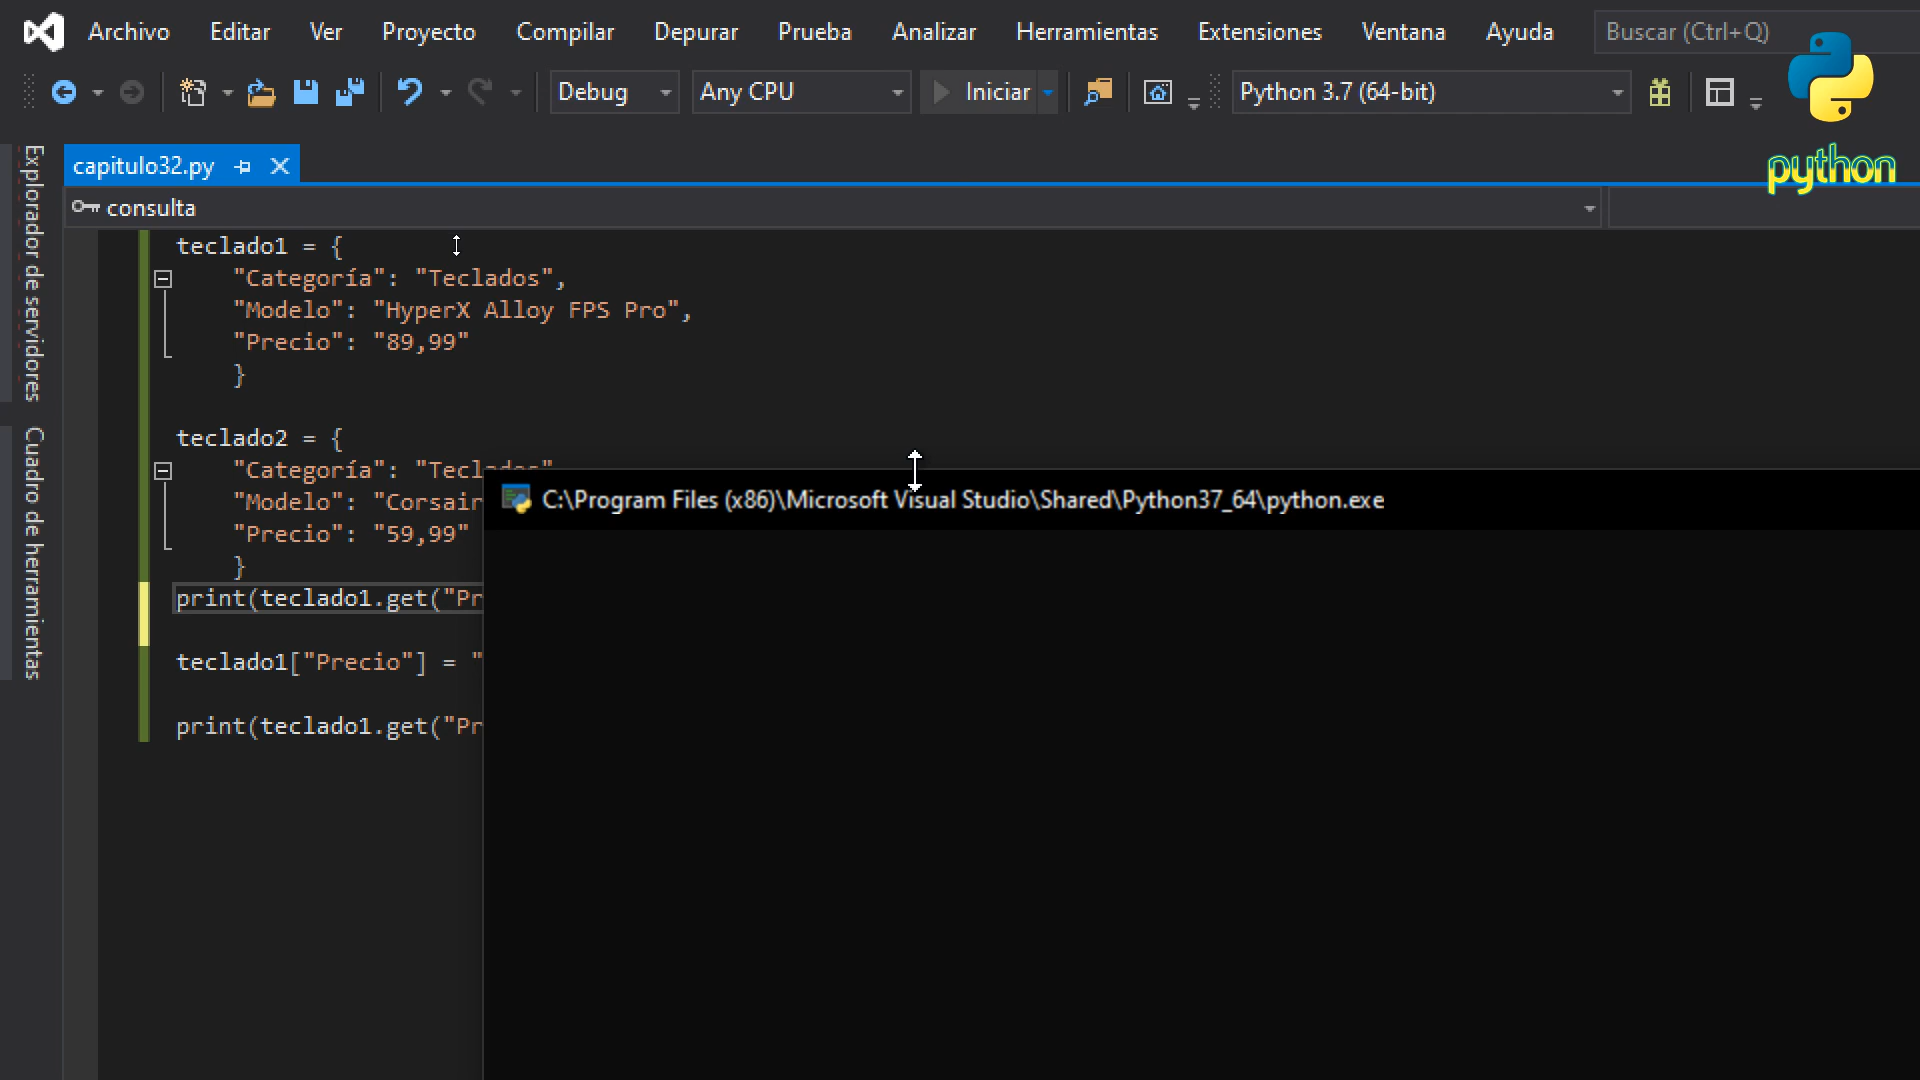 Archivo Editar Ver Proyecto Compilar Depurar Prueba Analizar Herramientas Extensiones Ventana Ayuda Buscar (Ctrl+Q)
Debug Any CPU Iniciar Python 3.7 (64-bit)
python
Explorador de servidores
Cuadro de herramientas
capitulo32.py
consulta
teclado1 = {
"Categoría": "Teclados",
"Modelo": "HyperX Alloy FPS Pro",
"Precio": "89,99"
}
teclado2 = {
"Categoría": "Teclados"
"Modelo": "Corsair
"Precio": "59,99"
}
print(teclado1.get("Pr
teclado1["Precio"] = "
print(teclado1.get("Pr
C:\Program Files (x86)\Microsoft Visual Studio\Shared\Python37_64\python.exe